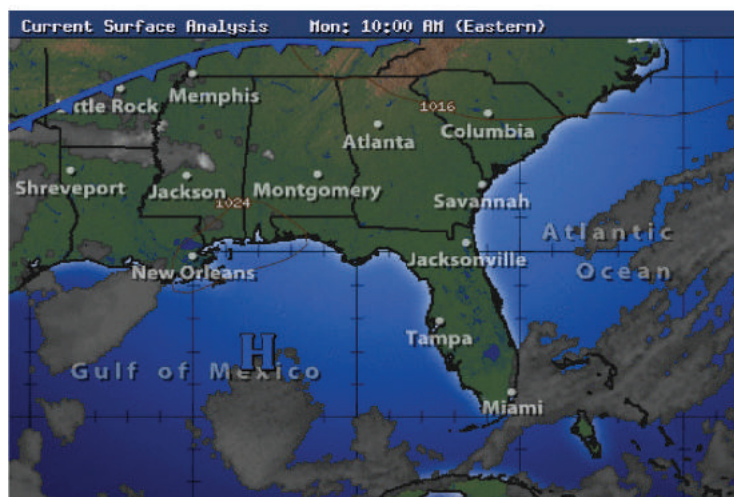 Current Surface Analysis Mon: 10:00 AM (Eastern)
Memphis
ttle Rock
1016
Columbia
Atlanta
Shreveport
Jackson
Montgomery
1024
Savannah
Atlantic
Ocean
Jacksonville
New Orleans
Tampa
H
Gulf of Mexico
Miami